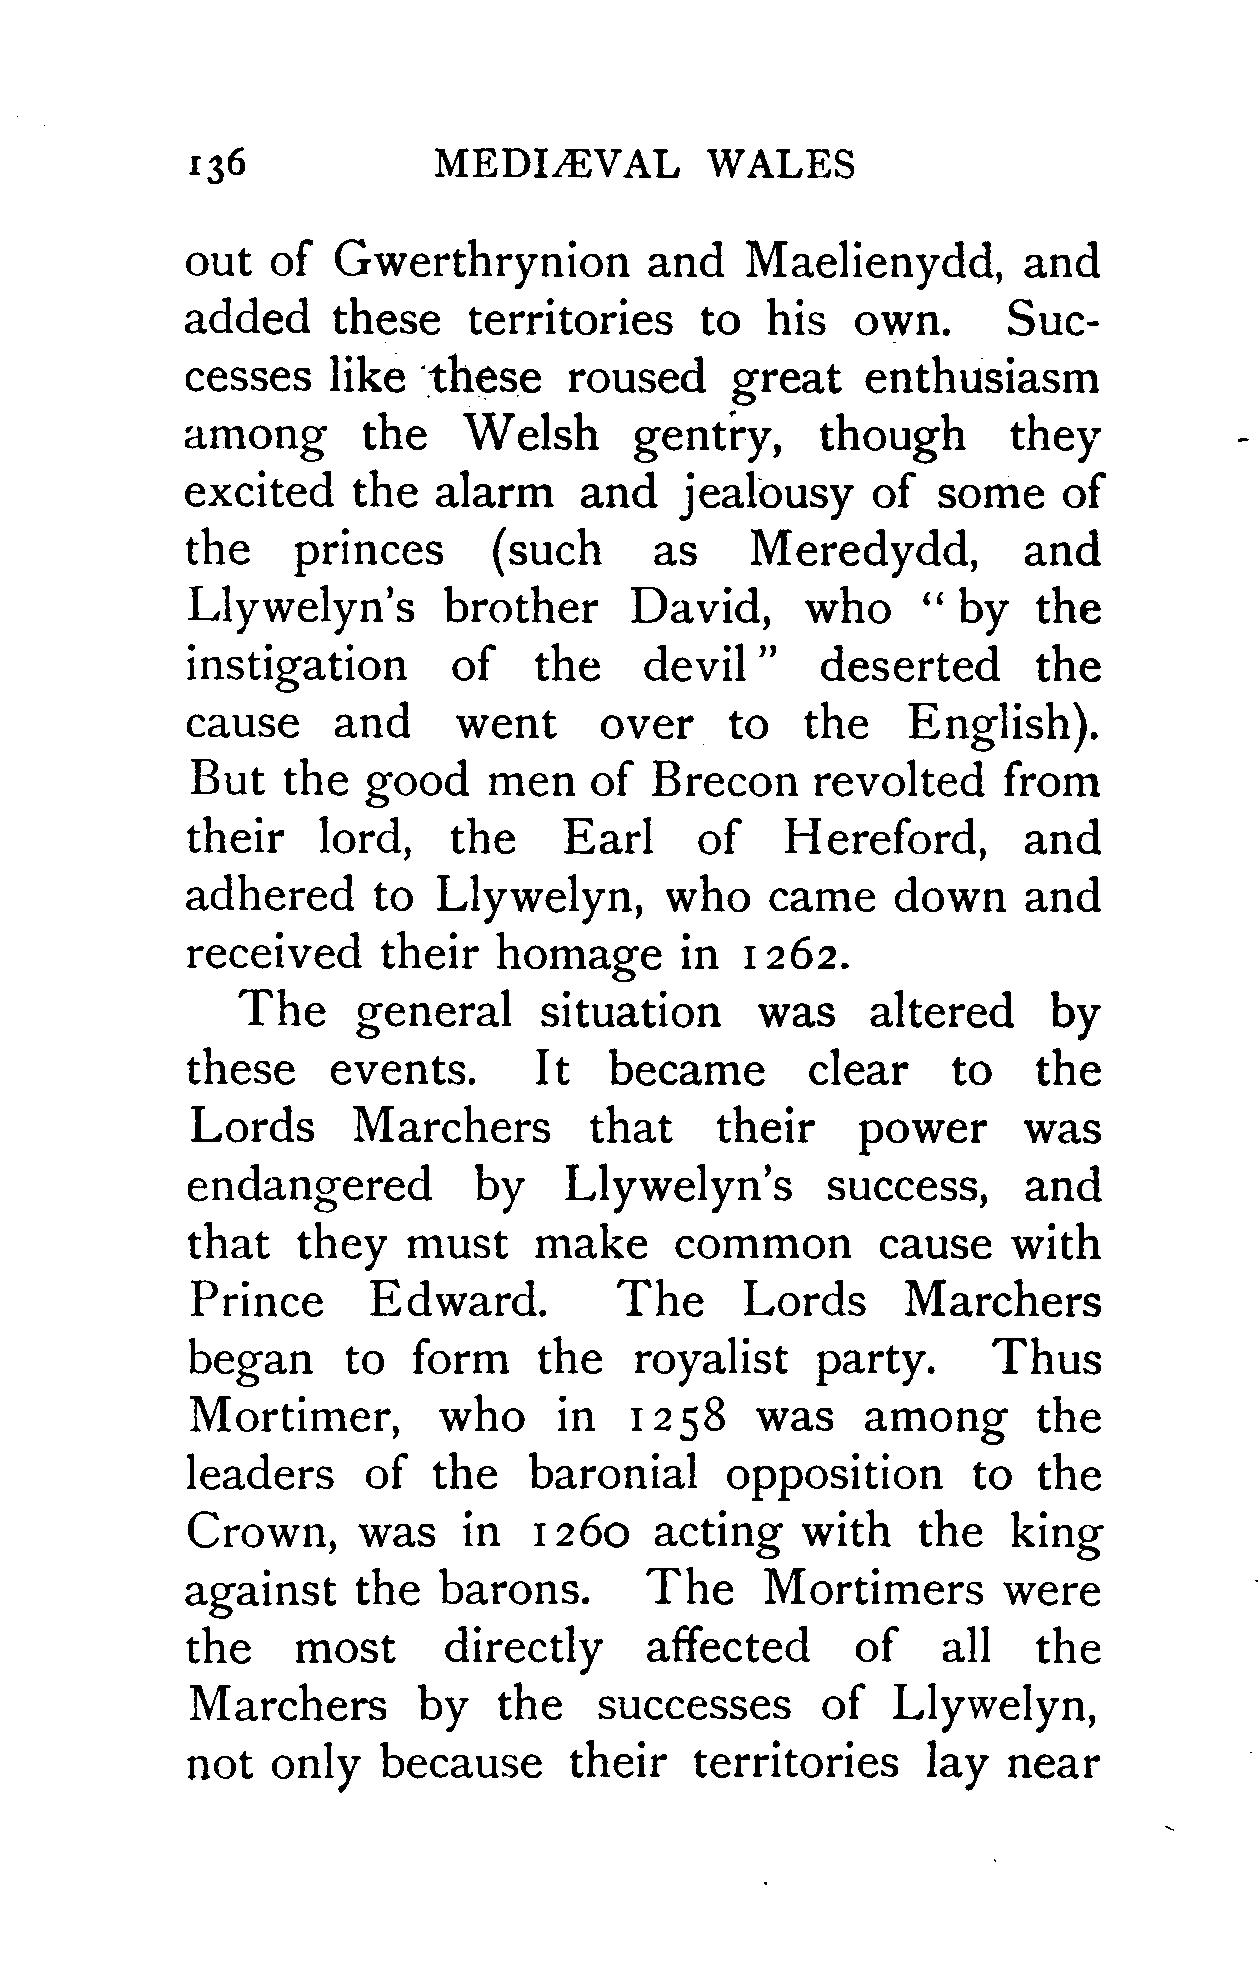 136 MEDIÆVAL WALES
out of Gwerthrynion and Maelienydd, and
added these territories to his own. Suc-
cesses like these roused great enthusiasm
among the Welsh gentry, though they
excited the alarm and jealousy of some of
the princes (such as Meredydd, and
Llywelyn's brother David, who “ by the
instigation of the devil ” deserted the
cause and went over to the English).
But the good men of Brecon revolted from
their lord, the Earl of Hereford, and
adhered to Llywelyn, who came down and
received their homage in 1262.
The general situation was altered by
these events. It became clear to the
Lords Marchers that their power was
endangered by Llywelyn's success, and
that they must make common cause with
Prince Edward. The Lords Marchers
began to form the royalist party. Thus
Mortimer, who in 1258 was among the
leaders of the baronial opposition to the
Crown, was in 1260 acting with the king
against the barons. The Mortimers were
the most directly affected of all the
Marchers by the successes of Llywelyn,
not only because their territories lay near